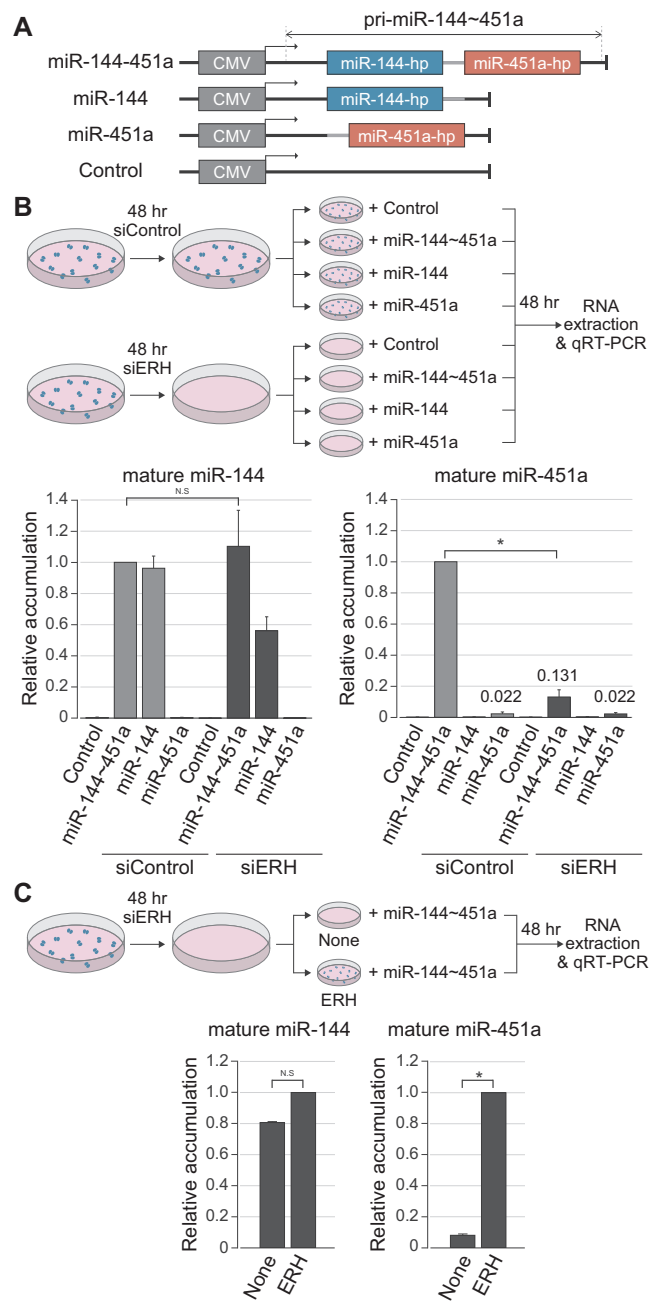 A
pri-miR-144~451a
miR-144-451a
CMV
miR-144-hp
miR-451a-hp
miR-144
CMV
miR-144-hp
miR-451a
CMV
miR-451a-hp
Control
CMV
B
48 hr
siControl
+ Control
+ miR-144~451a
+ miR-144
+ miR-451a
48 hr
siERH
+ Control
+ miR-144~451a
+ miR-144
+ miR-451a
48 hr
RNA
extraction
& qRT-PCR
mature miR-144
Relative accumulation
1.4
1.2
1.0
0.8
0.6
0.4
0.2
0
N.S
Control
miR-144~451a
miR-144
miR-451a
Control
miR-144~451a
miR-144
miR-451a
siControl
siERH
mature miR-451a
Relative accumulation
1.4
1.2
1.0
0.8
0.6
0.4
0.2
0
*
0.022
0.131
0.022
Control
miR-144~451a
miR-144
miR-451a
Control
miR-144~451a
miR-144
miR-451a
siControl
siERH
C
48 hr
siERH
+ miR-144~451a
None
+ miR-144~451a
ERH
48 hr
RNA
extraction
& qRT-PCR
mature miR-144
Relative accumulation
1.2
1.0
0.8
0.6
0.4
0.2
0
N.S
None
ERH
mature miR-451a
Relative accumulation
1.2
1.0
0.8
0.6
0.4
0.2
0
*
None
ERH